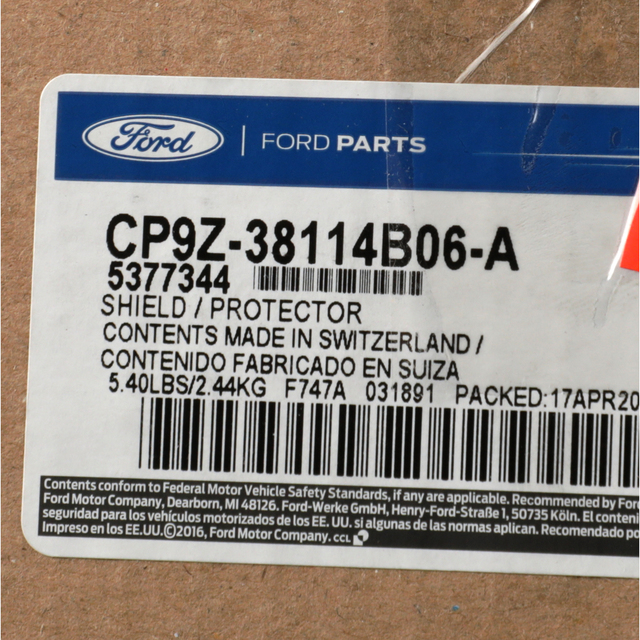 Ford FORD PARTS
CP9Z-38114B06-A
5377344
SHIELD / PROTECTOR
CONTENTS MADE IN SWITZERLAND /
CONTENIDO FABRICADO EN SUIZA
5.40LBS/2.44KG F747A 031891 PACKED:17APR20
Contents conform to Federal Motor Vehicle Safety Standards, if any are applicable. Recommended by For
Ford Motor Company, Dearborn, MI 48126. Ford-Werke GmbH, Henry-Ford-Straße 1, 50735 Köln. El conteni
seguridad para los vehículos motorizados de los EE. UU. si algunas de las normas aplican. Recomendado po
Impreso en los EE.UU.©2016, Ford Motor Company. CCL